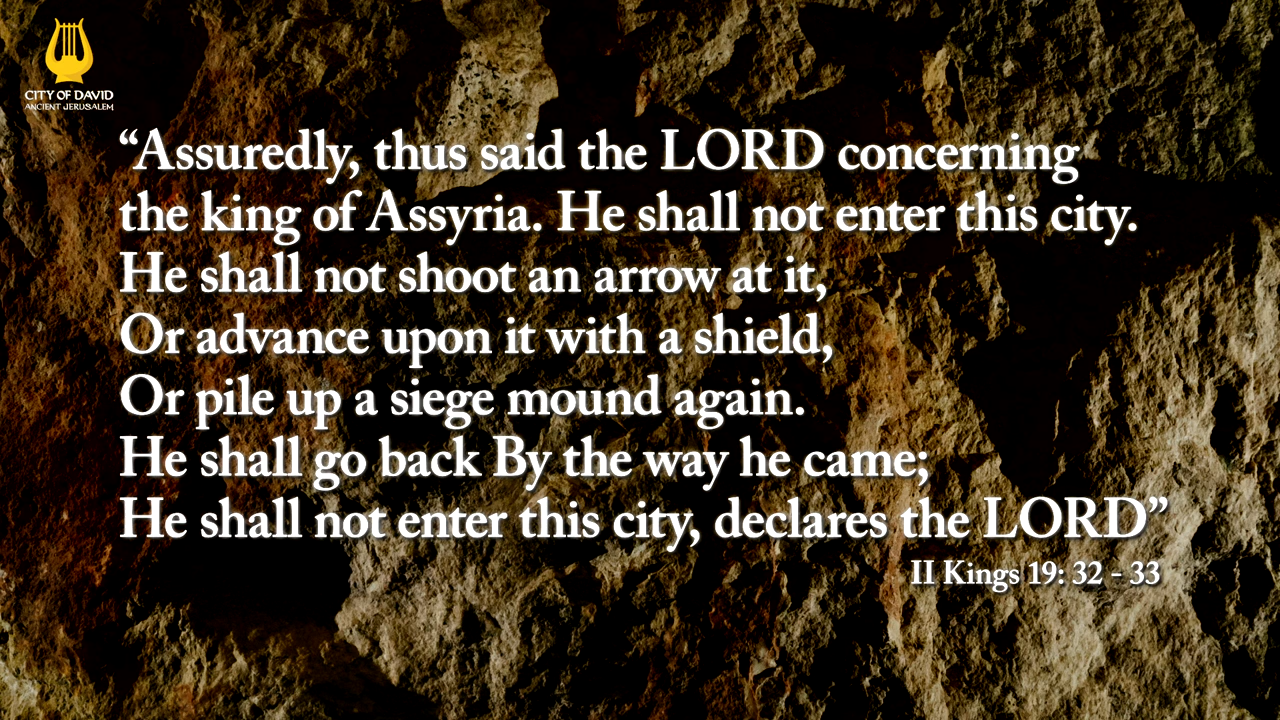 CITY OF DAVID
ANCIENT JERUSALEM
“Assuredly, thus said the LORD concerning
the king of Assyria. He shall not enter this city.
He shall not shoot an arrow at it,
Or advance upon it with a shield,
Or pile up a siege mound again.
He shall go back By the way he came;
He shall not enter this city, declares the LORD”
II Kings 19: 32 - 33